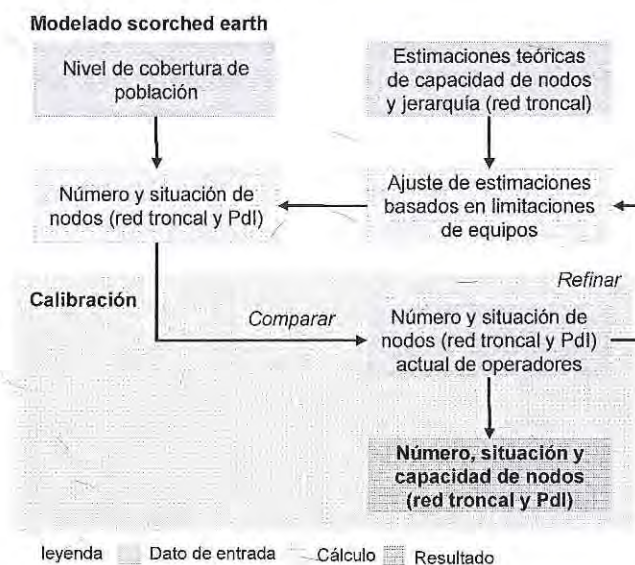 Modelado scorched earth
Nivel de cobertura de
población
Estimaciones teóricas
de capacidad de nodos
y jerarquía (red troncal)
Número y situación de
nodos (red troncal y PdI)
Ajuste de estimaciones
basados en limitaciones
de equipos
Refinar
Calibración
Comparar
Número y situación de
nodos (red troncal y PdI)
actual de operadores
Número, situación y
capacidad de nodos
(red troncal y PdI)
leyenda Dato de entrada Cálculo Resultado